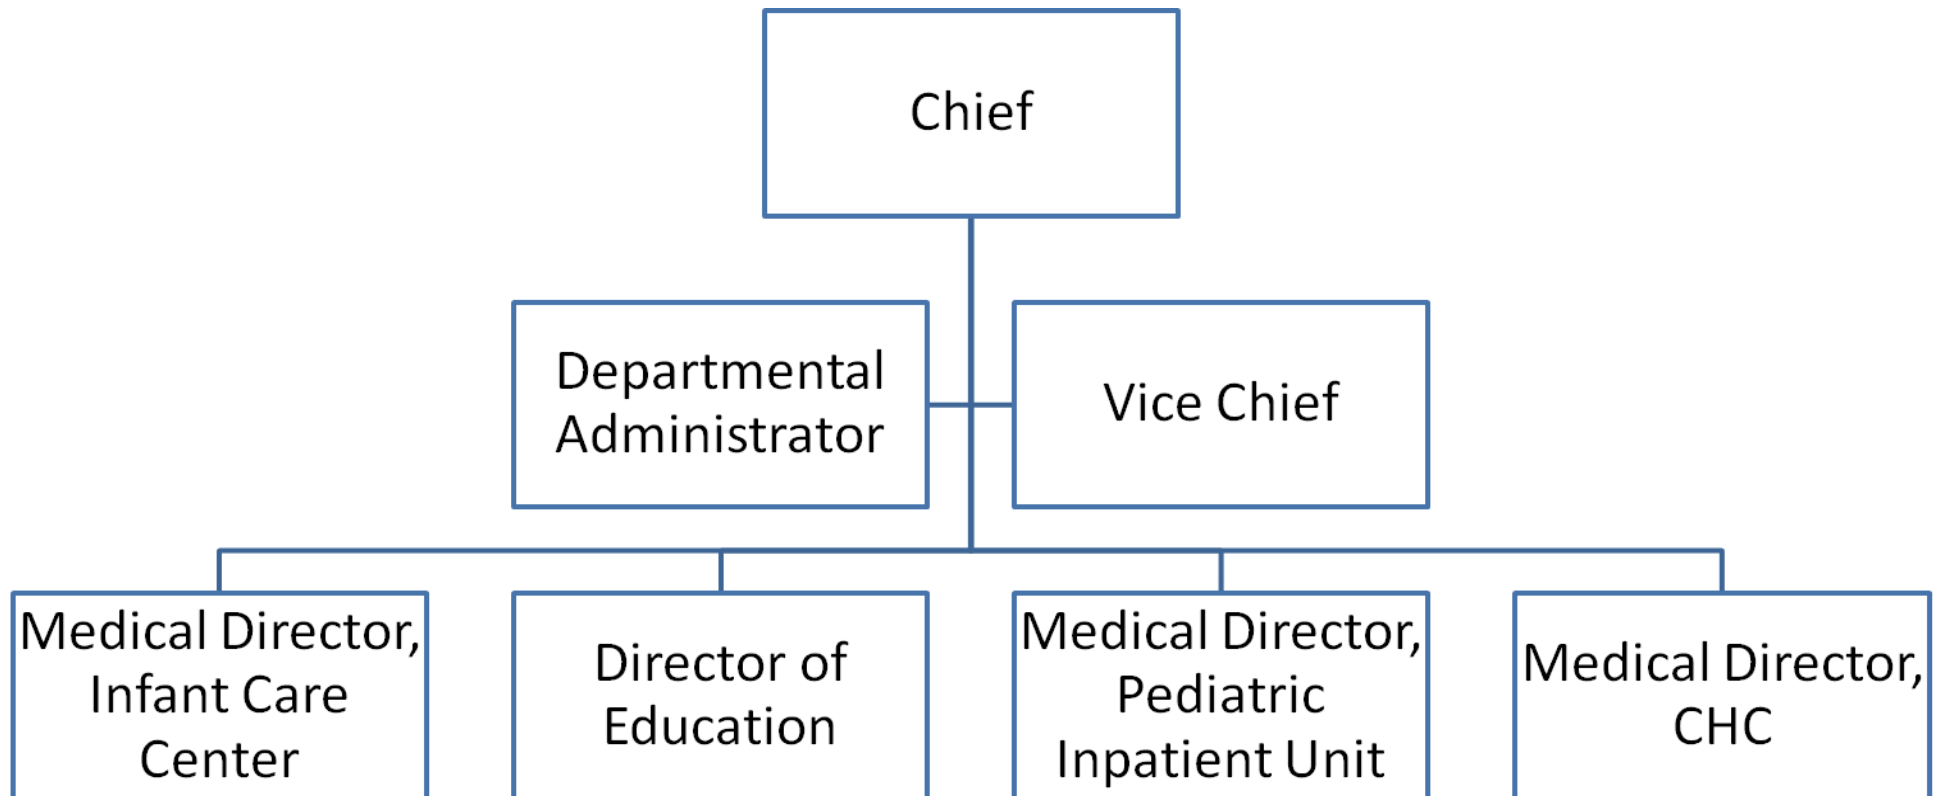 Chief
Departmental
Administrator
Vice Chief
Medical Director,
Infant Care
Center
Director of
Education
Medical Director,
Pediatric
Inpatient Unit
Medical Director,
CHC